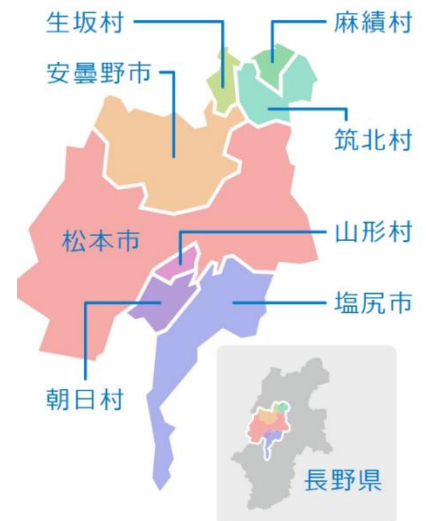 生坂村
麻績村
安曇野市
筑北村
松本市
山形村
塩尻市
朝日村
長野県